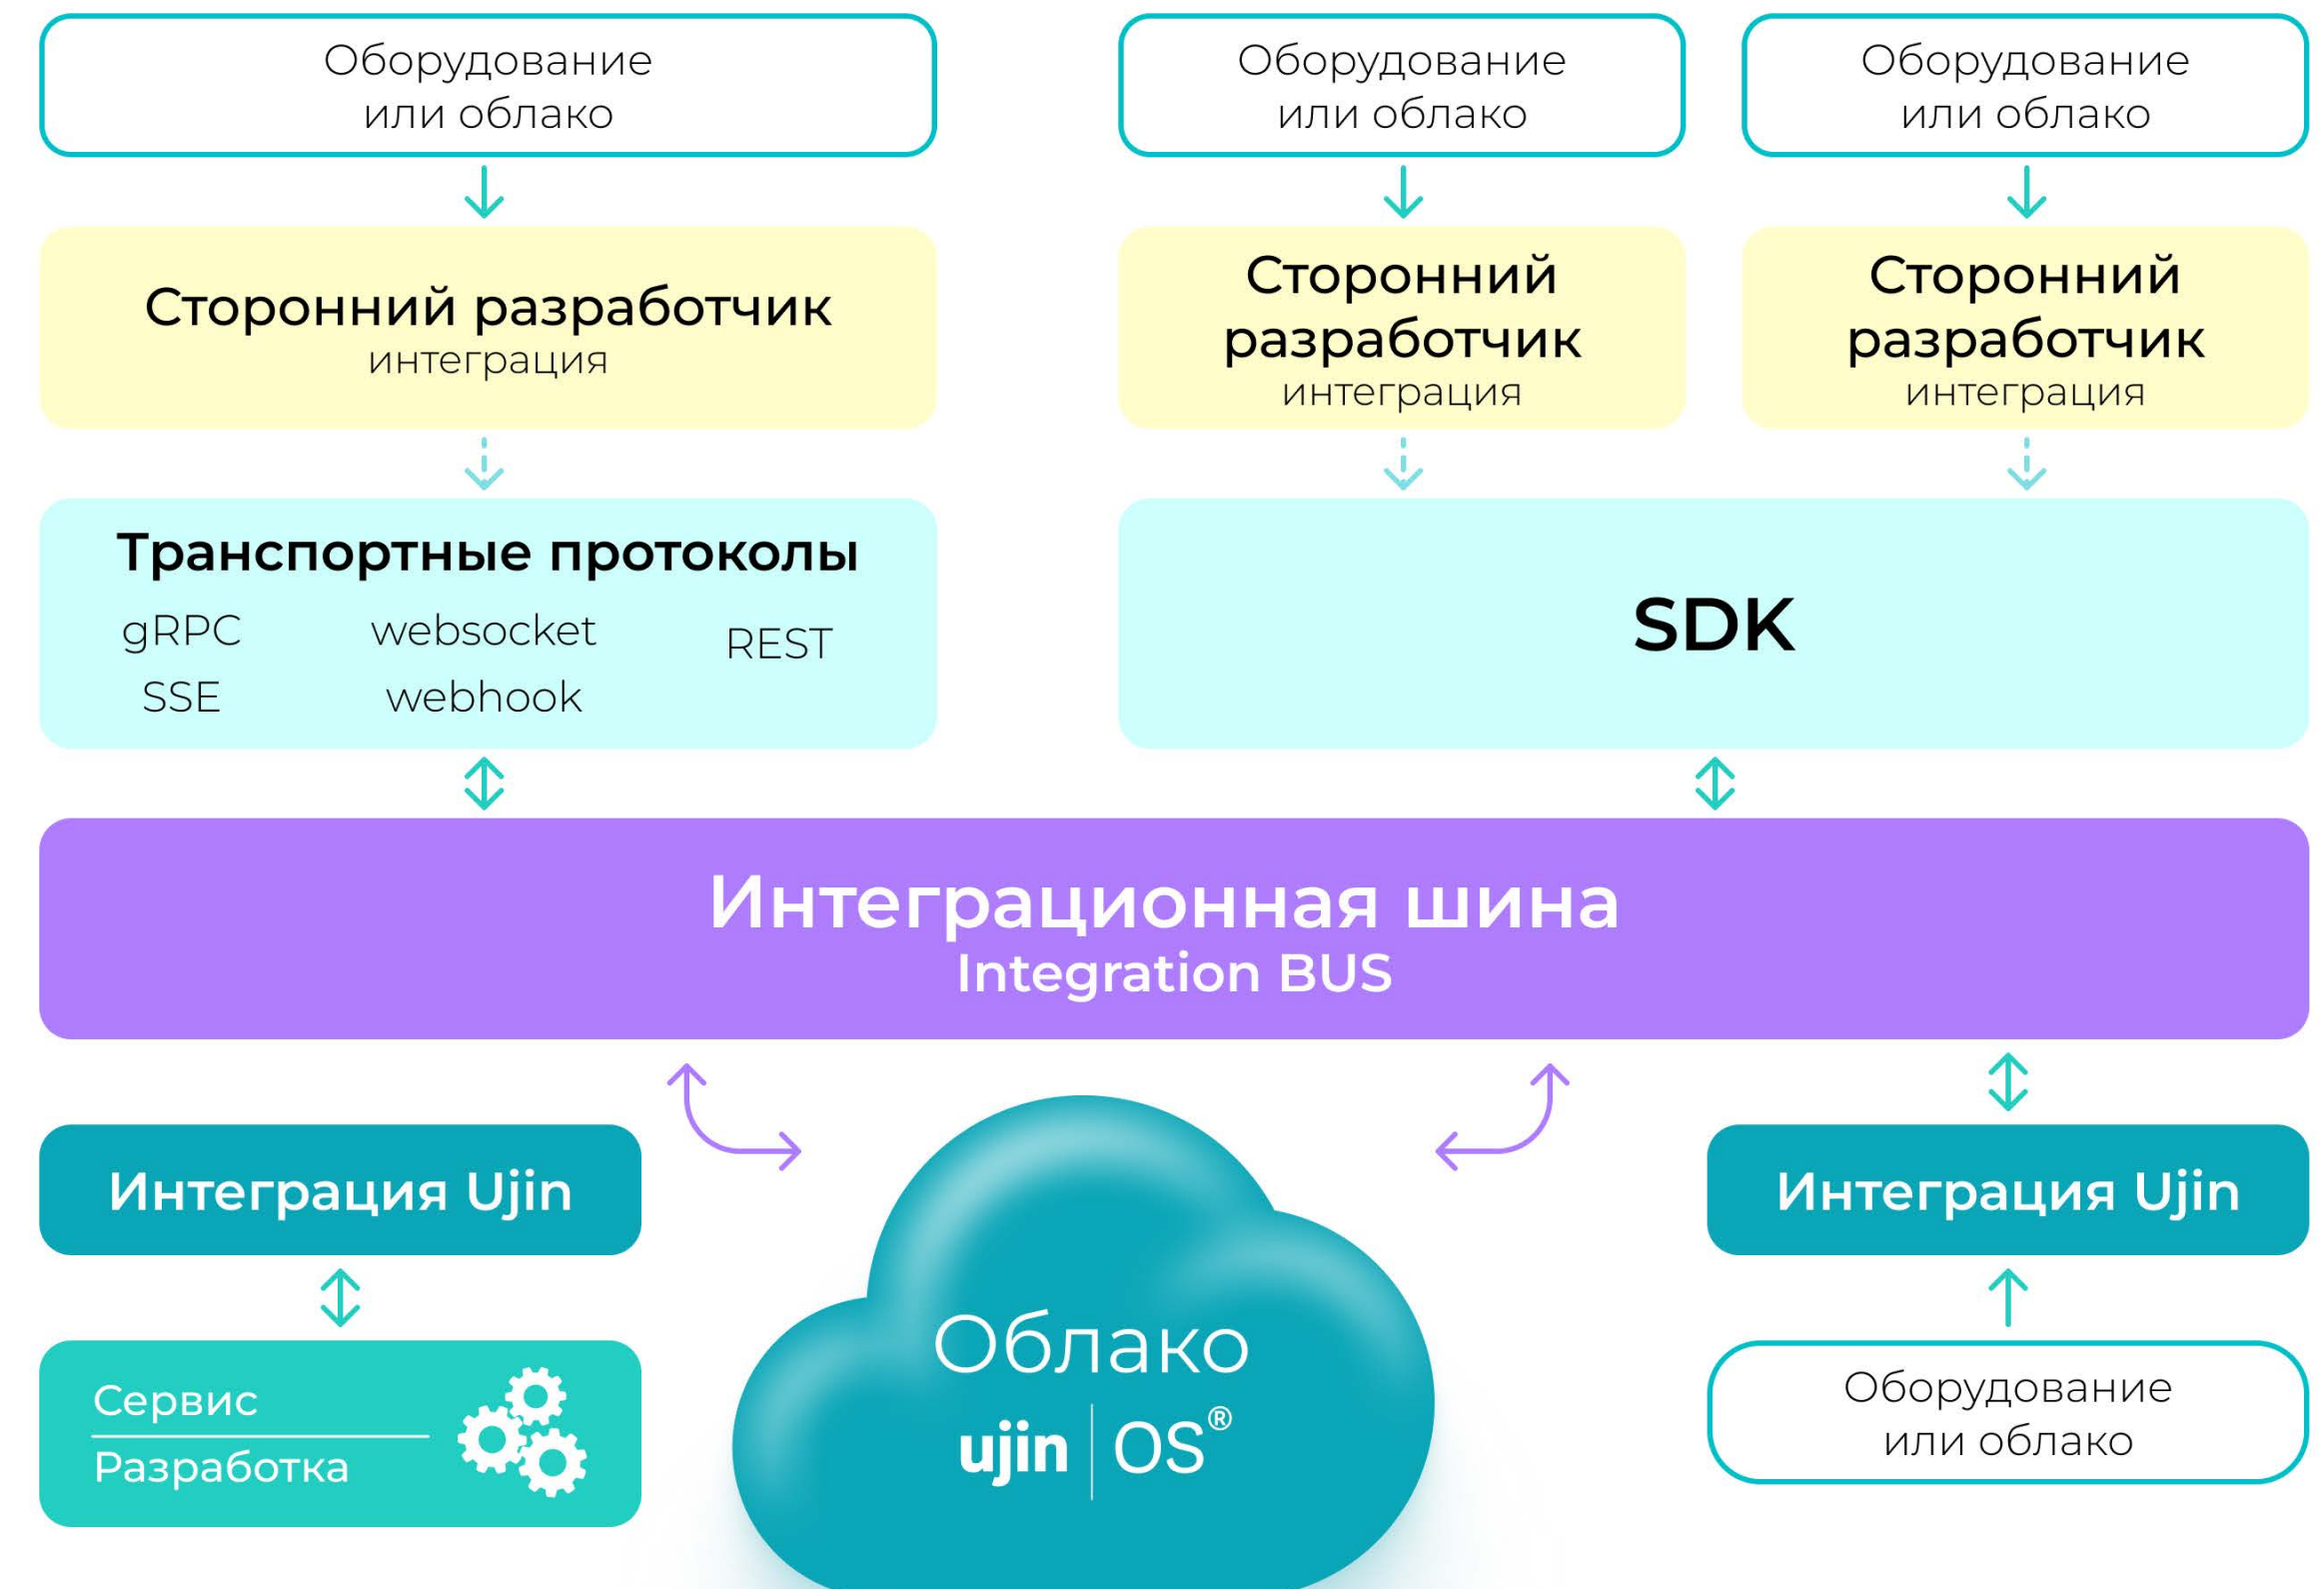 Оборудование
или облако
Оборудование
или облако
Оборудование
или облако
Сторонний разработчик
интеграция
Сторонний
разработчик
интеграция
Сторонний
разработчик
интеграция
Транспортные протоколы
gRPC websocket REST
SSE webhook
SDK
Интеграционная шина
Integration BUS
Интеграция Ujin
Сервис
Разработка
Облако
ujin | OS®
Интеграция Ujin
Оборудование
или облако